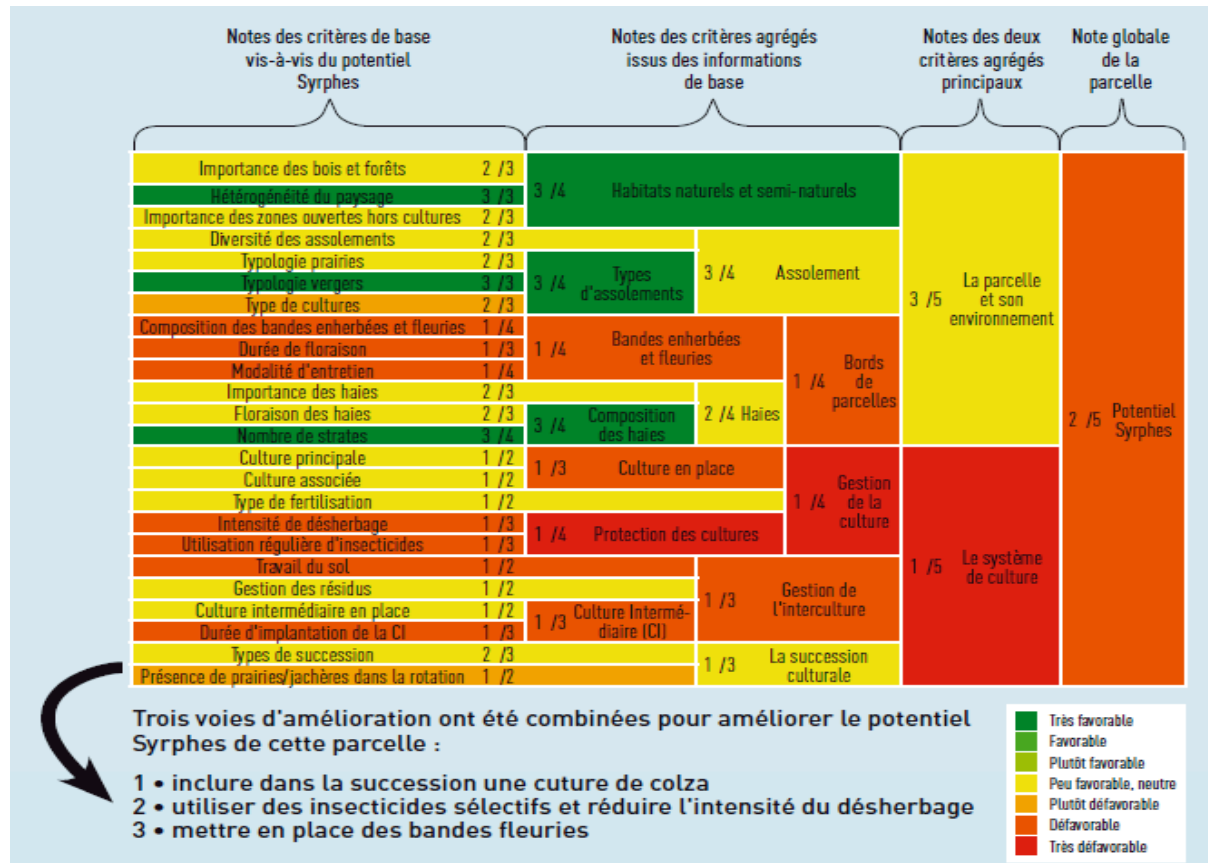 Notes des critères de base
vis-à-vis du potentiel
Syrphes
Notes des critères agrégés
issus des informations
de base
Notes des deux
critères agrégés
principaux
Note globale
de la
parcelle
Importance des bois et forêts 2 /3
Hétérogénéité du paysage 3 /3
Importance des zones ouvertes hors cultures 2 /3
Diversité des assolements 2 /3
Typologie prairies 2 /3
Typologie vergers 3 /3
Type de cultures 2 /3
Composition des bandes enherbées et fleuries 1 /4
Durée de floraison 1 /3
Modalité d'entretien 1 /4
Importance des haies 2 /3
Floraison des haies 2 /3
Nombre de strates 3 /4
Culture principale 1 /2
Culture associée 1 /2
Type de fertilisation 1 /2
Intensité de désherbage 1 /3
Utilisation régulière d'insecticides 1 /3
Travail du sol 1 /2
Gestion des résidus 1 /2
Culture intermédiaire en place 1 /2
Durée d'implantation de la CI 1 /3
Types de succession 2 /3
Présence de prairies/jachères dans la rotation 1 /2
3 /4 Habitats naturels et semi-naturels
3 /4 Types
d'assolements
3 /4 Assolement
1 /4 Bandes enherbées
et fleuries
3 /4 Composition
des haies
2 /4 Haies
1 /4 Bords
de
parcelles
1 /3 Culture en place
1 /4 Protection des cultures
1 /4 Gestion
de la
culture
1 /3 Culture Intermé-
diaire (CI)
1 /3 Gestion de
l'interculture
1 /3 La succession
culturale
3 /5 La parcelle
et son
environnement
1 /5 Le système
de culture
2 /5 Potentiel
Syrphes
Trois voies d'amélioration ont été combinées pour améliorer le potentiel
Syrphes de cette parcelle :
1 • inclure dans la succession une cuture de colza
2 • utiliser des insecticides sélectifs et réduire l'intensité du désherbage
3 • mettre en place des bandes fleuries
Très favorable
Favorable
Plutôt favorable
Peu favorable, neutre
Plutôt défavorable
Défavorable
Très défavorable